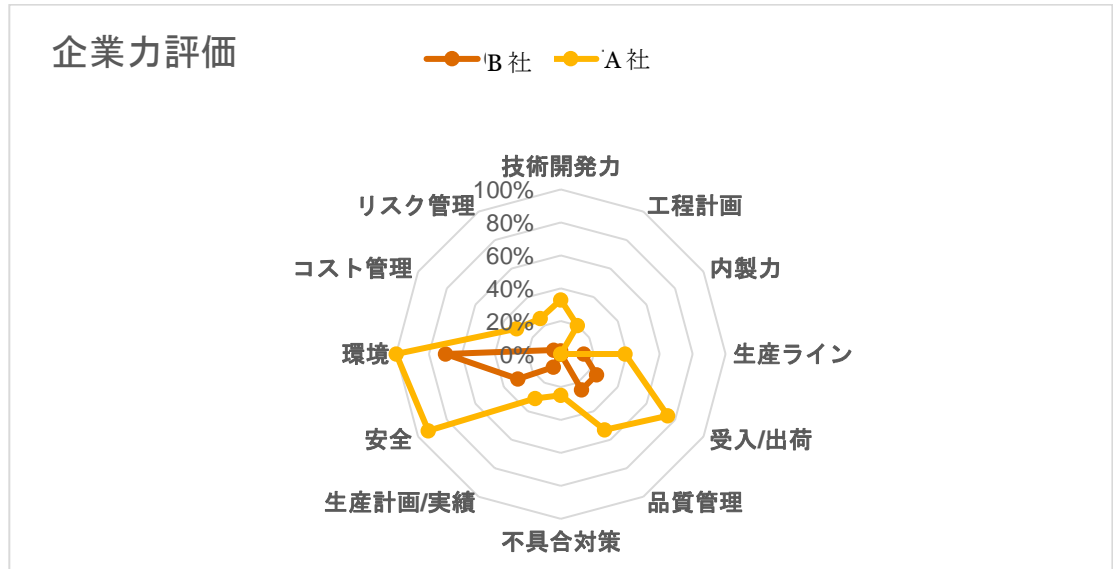 企業力評価
B 社
A 社
技術開発力
100%
リスク管理
工程計画
80%
コスト管理
60%
内製力
40%
20%
環境
0%
生産ライン
安全
受入/出荷
生産計画/実績
品質管理
不具合対策